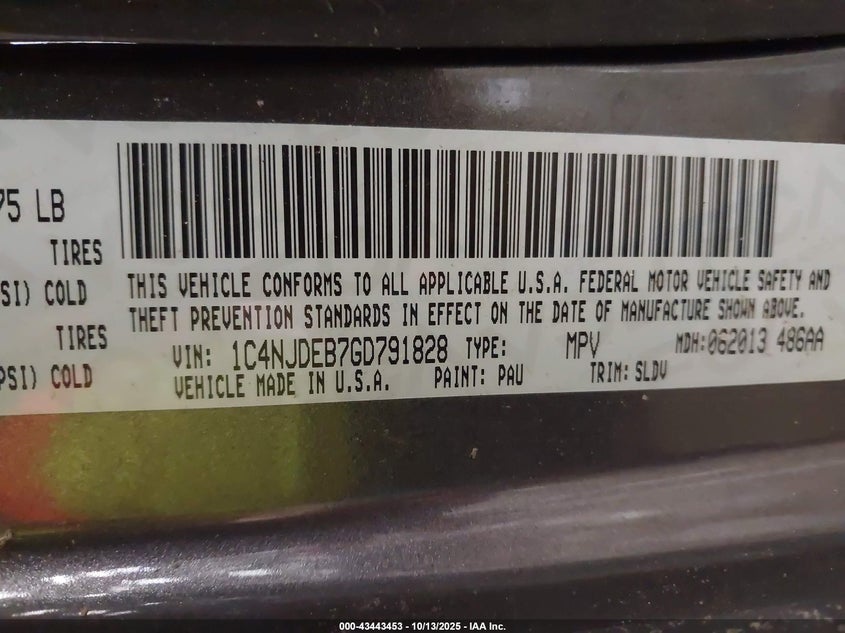 75 LB
TIRES
SI) COLD
TIRES
PSI) COLD
THIS VEHICLE CONFORMS TO ALL APPLICABLE U.S.A. FEDERAL MOTOR VEHICLE SAFETY AND
THEFT PREVENTION STANDARDS IN EFFECT ON THE DATE OF MANUFACTURE SHOWN ABOVE.
VIN: 1C4NJDEB7GD791828 TYPE: MPV MDH:062013 486AA
VEHICLE MADE IN U.S.A. PAINT: PAU TRIM: SLDV
000-43443453 - 10/13/2025 - IAA Inc.